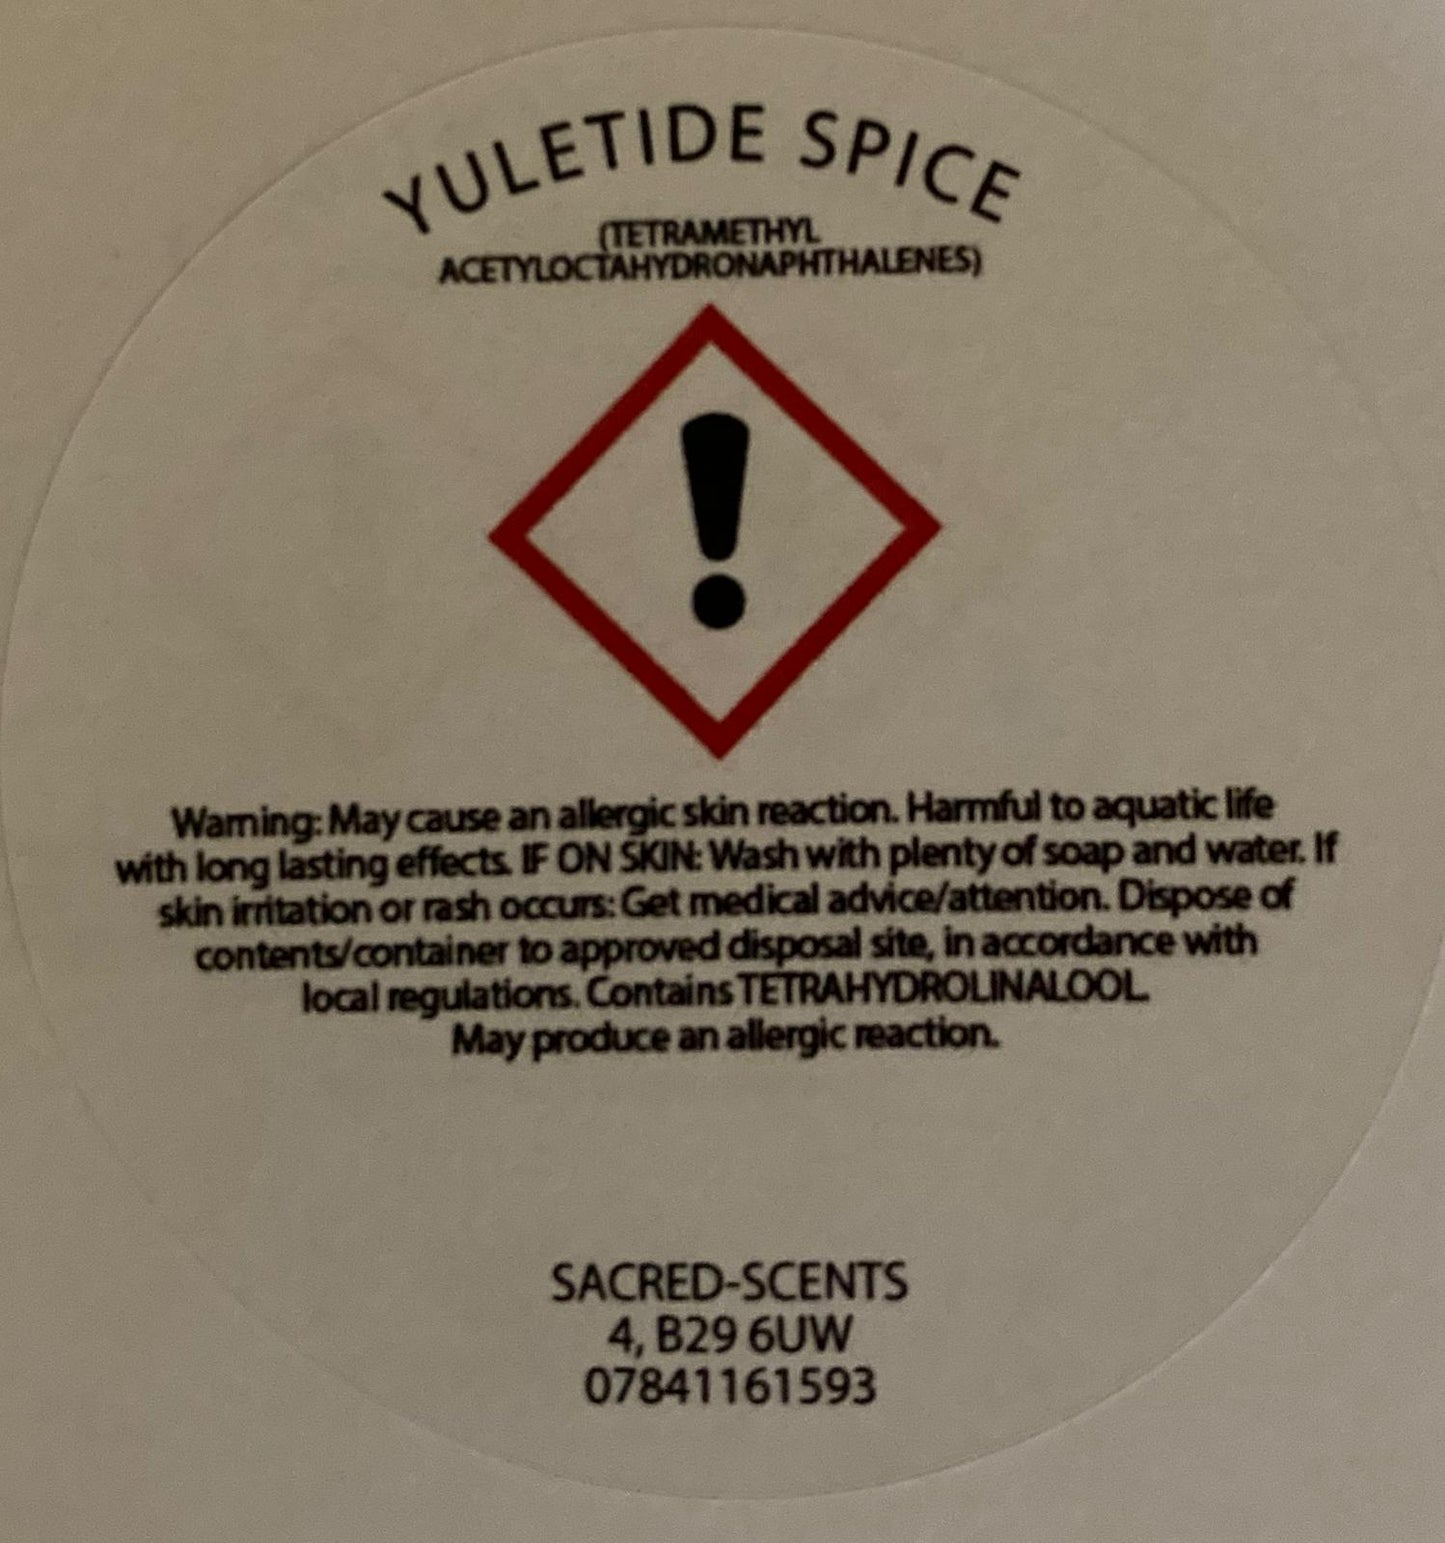 YULETIDE SPICE
(TETRAMETHYL
ACETYLOCTAHYDRONAPHTHALENES)
Warning: May cause an allergic skin reaction. Harmful to aquatic life
with long lasting effects. IF ON SKIN: Wash with plenty of soap and water. If
skin irritation or rash occurs: Get medical advice/attention. Dispose of
contents/container to approved disposal site, in accordance with
local regulations. Contains TETRAHYDROLINALOOL.
May produce an allergic reaction.
SACRED-SCENTS
4, B29 6UW
07841161593